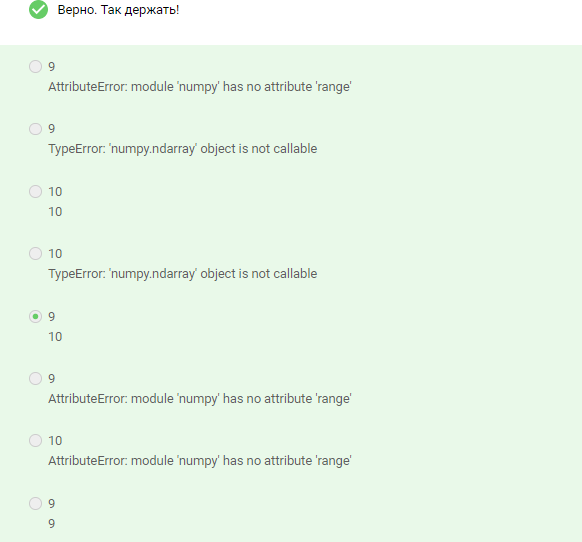 Верно. Так держать!
9
AttributeError: module 'numpy' has no attribute 'range'
9
TypeError: 'numpy.ndarray' object is not callable
10
10
10
TypeError: 'numpy.ndarray' object is not callable
9
10
9
AttributeError: module 'numpy' has no attribute 'range'
10
AttributeError: module 'numpy' has no attribute 'range'
9
9